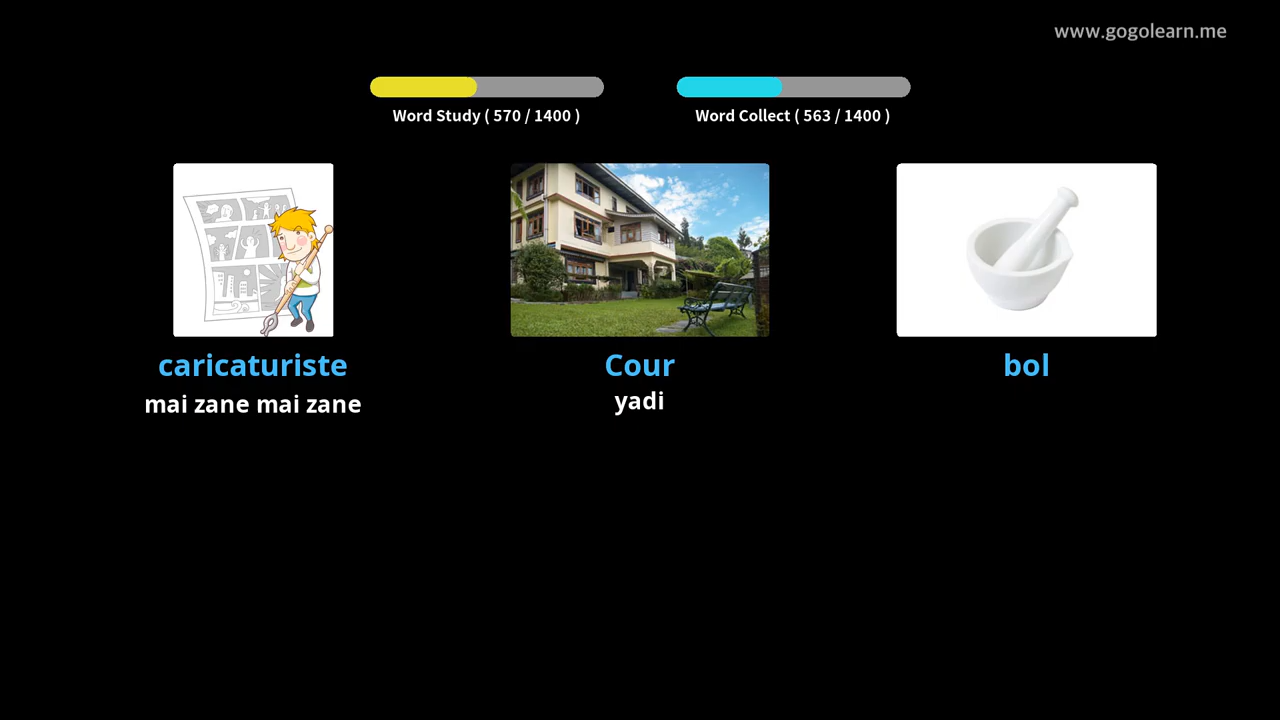 www.gogolearn.me
Word Study ( 570 / 1400 )
Word Collect ( 563 / 1400 )
caricaturiste
mai zane mai zane
Cour
yadi
bol